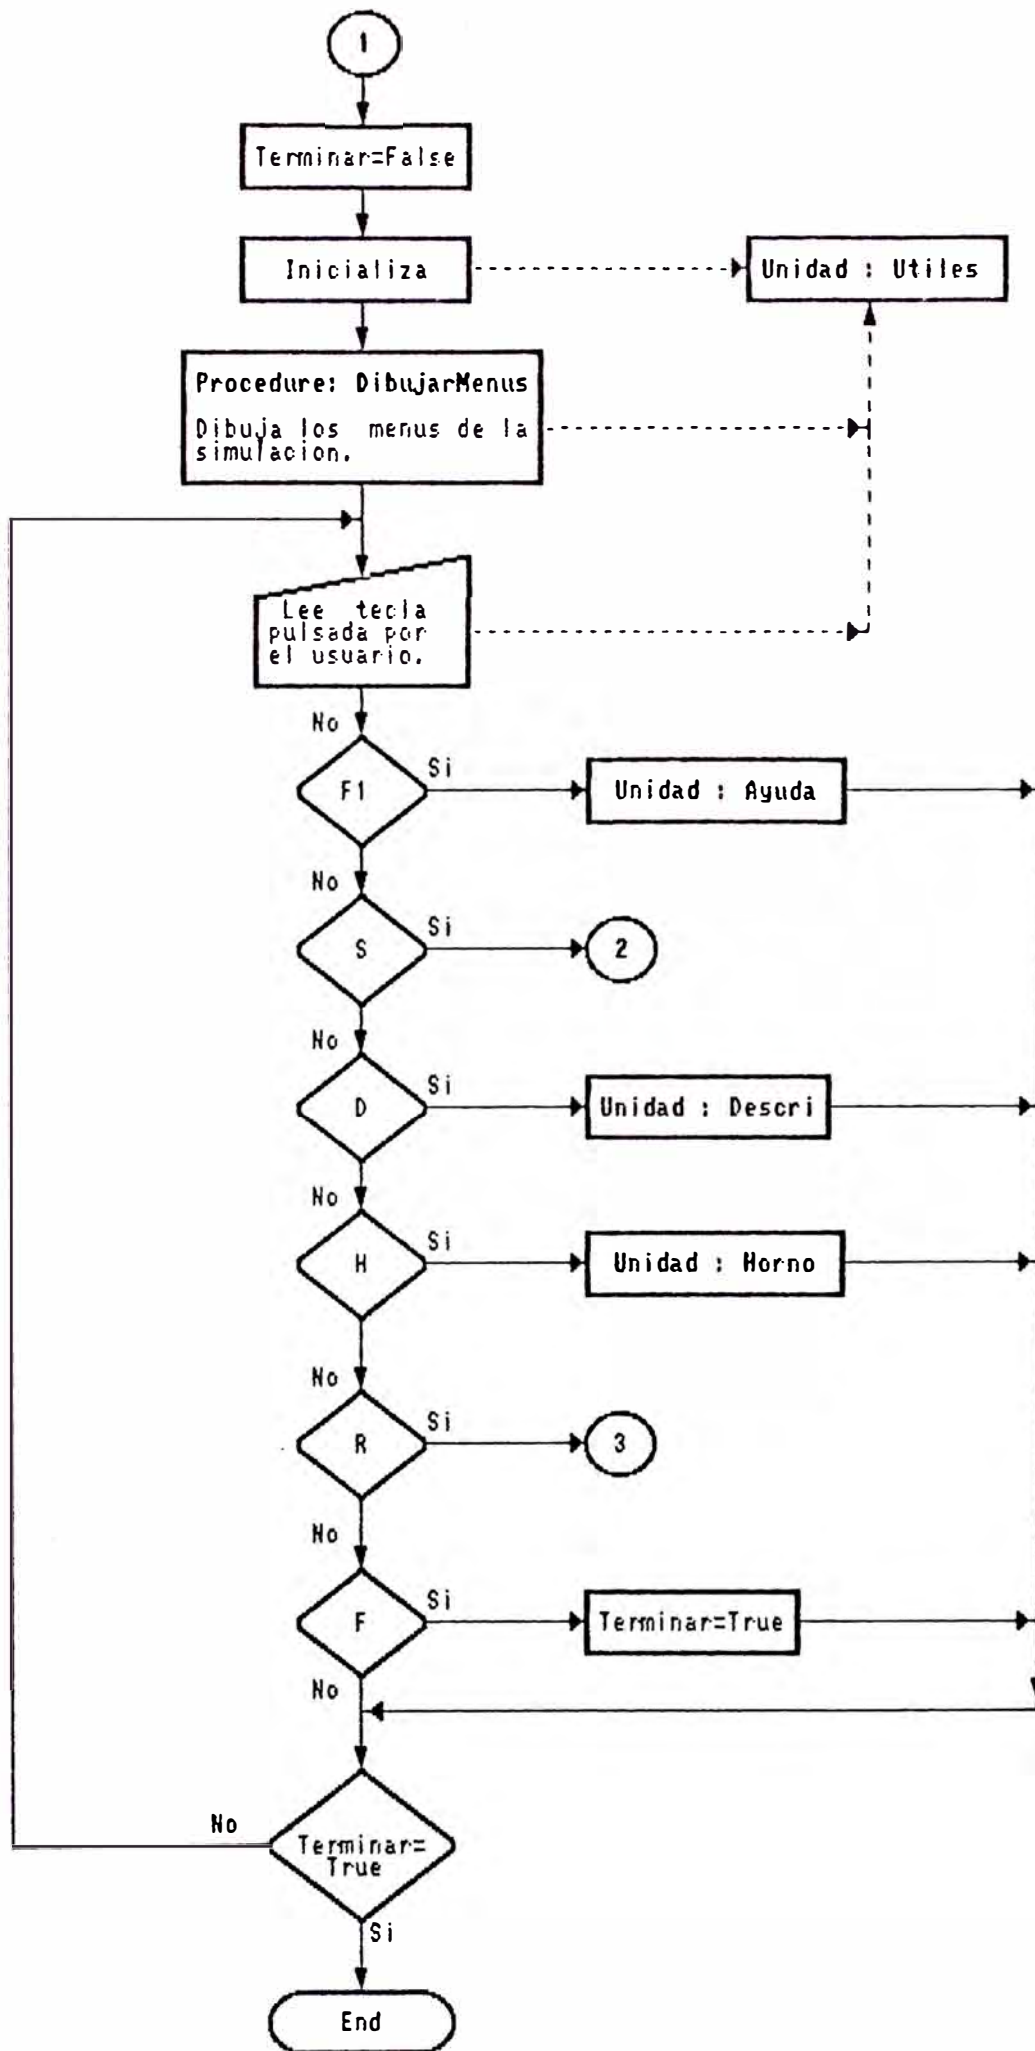 1
Terminar=False
Inicializa
Unidad : Utiles
Procedure: DibujarMenus
Dibuja los menus de la
simulacion.
Lee tecla
pulsada por
el usuario.
No
F1
Si
Unidad : Ayuda
No
S
Si
2
No
D
Si
Unidad : Descri
No
H
Si
Unidad : Horno
No
R
Si
3
No
F
Si
Terminar=True
No
No
Terminar=
True
Si
End